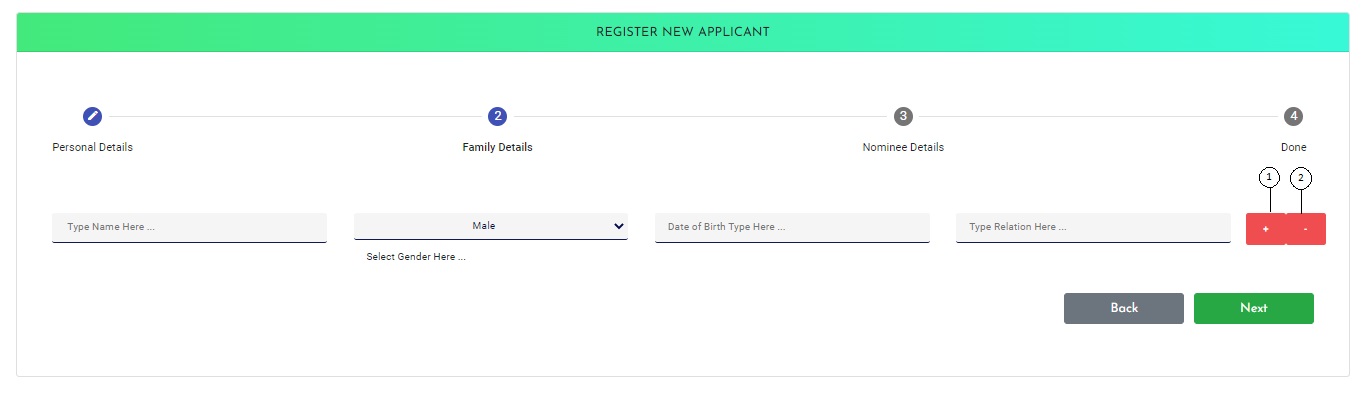 REGISTER NEW APPLICANT
2 3 4
Personal Details Family Details Nominee Details Done
1 2
Type Name Here ... Male Date of Birth Type Here ... Type Relation Here ... + -
Select Gender Here ...
Back Next